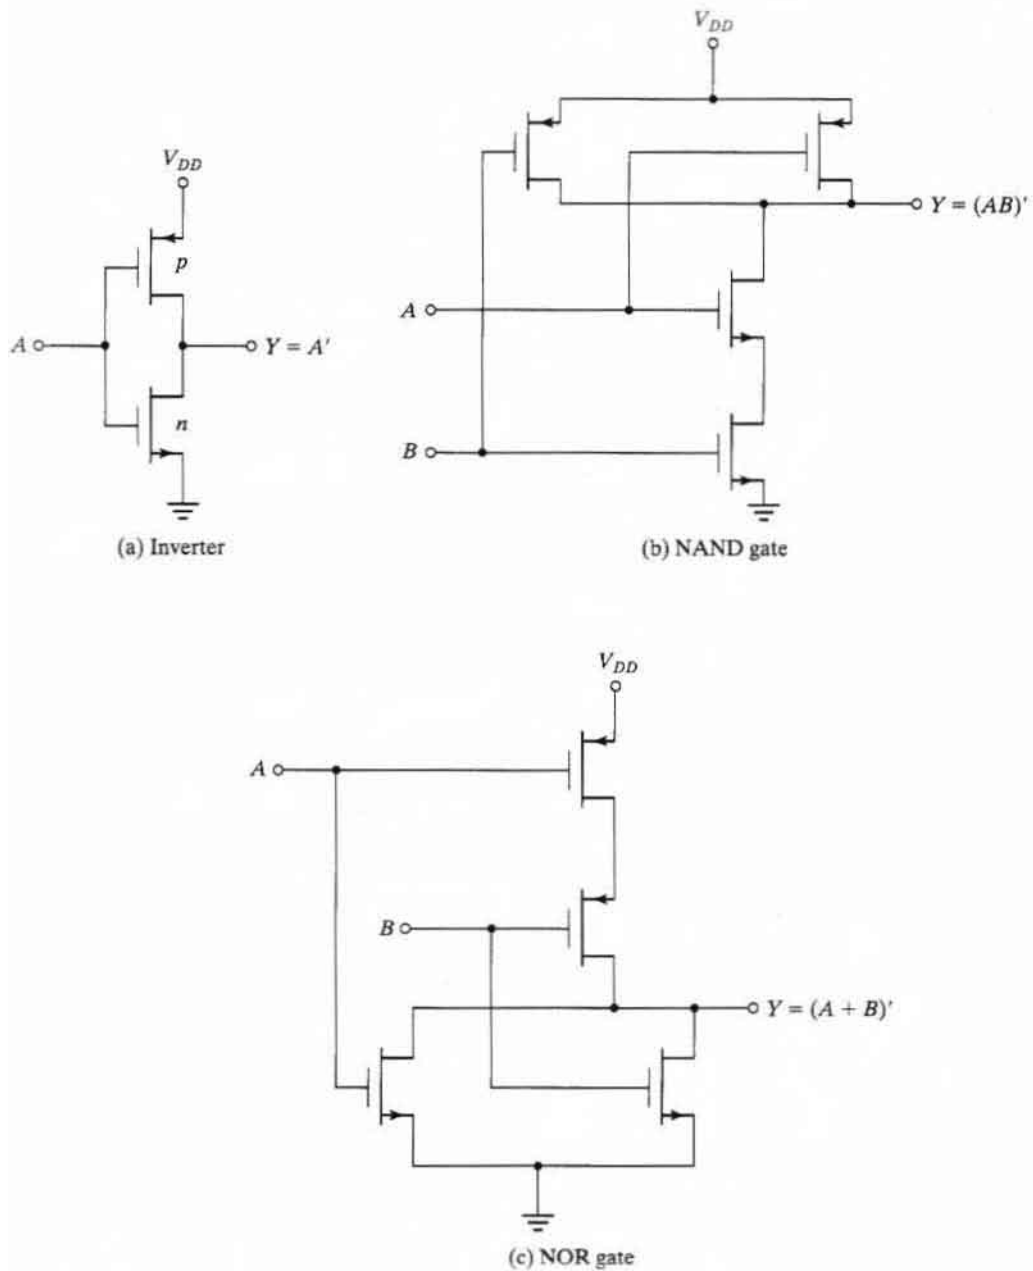 V_DD
V_DD
p
A
Y = A'
n
(a) Inverter
Y = (AB)'
A
B
(b) NAND gate
V_DD
A
B
Y = (A + B)'
(c) NOR gate